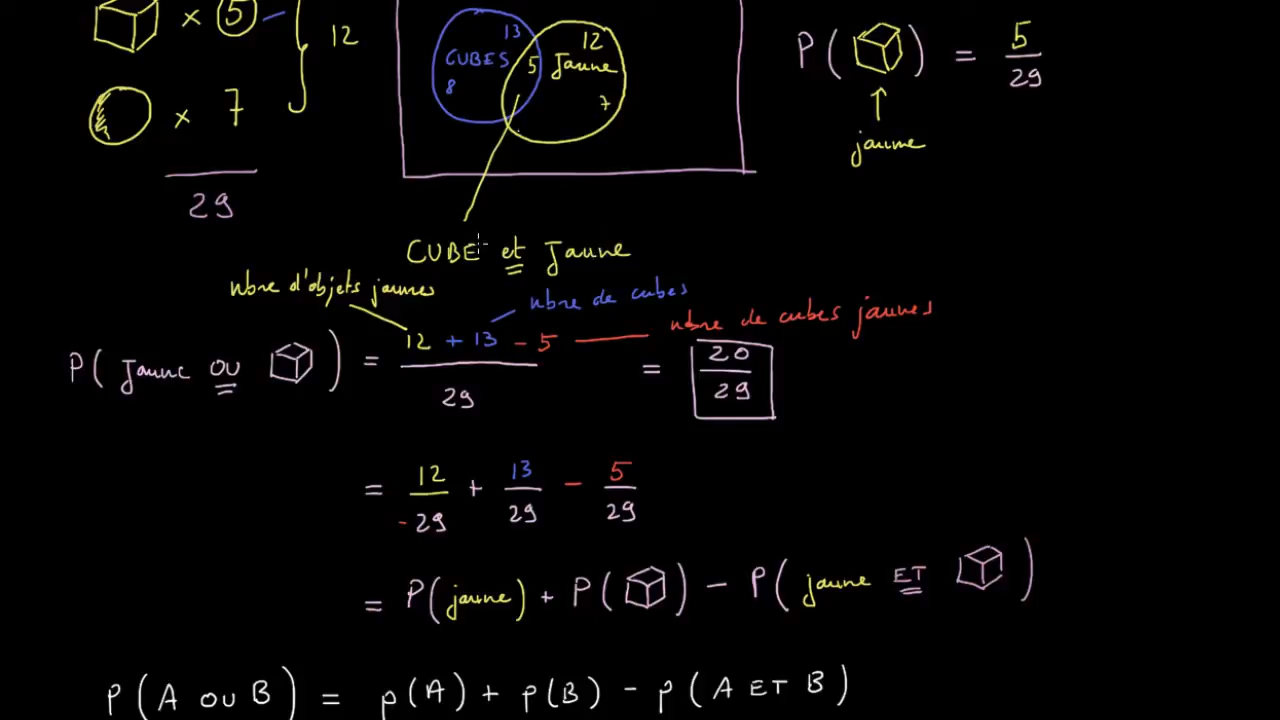 × 5 12
× 7
29
CUBES 13 8
5
12 Jaune 7
P( ) = 5/29
jaune
CUBE et Jaune
nbre d'objets jaunes
nbre de cubes
nbre de cubes jaunes
P( Jaune OU ) = 12 + 13 - 5 / 29 = 20/29
= 12/-29 + 13/29 - 5/29
= P(jaune) + P( ) - P( jaune ET )
P(A OU B) = p(A) + p(B) - p(A ET B)